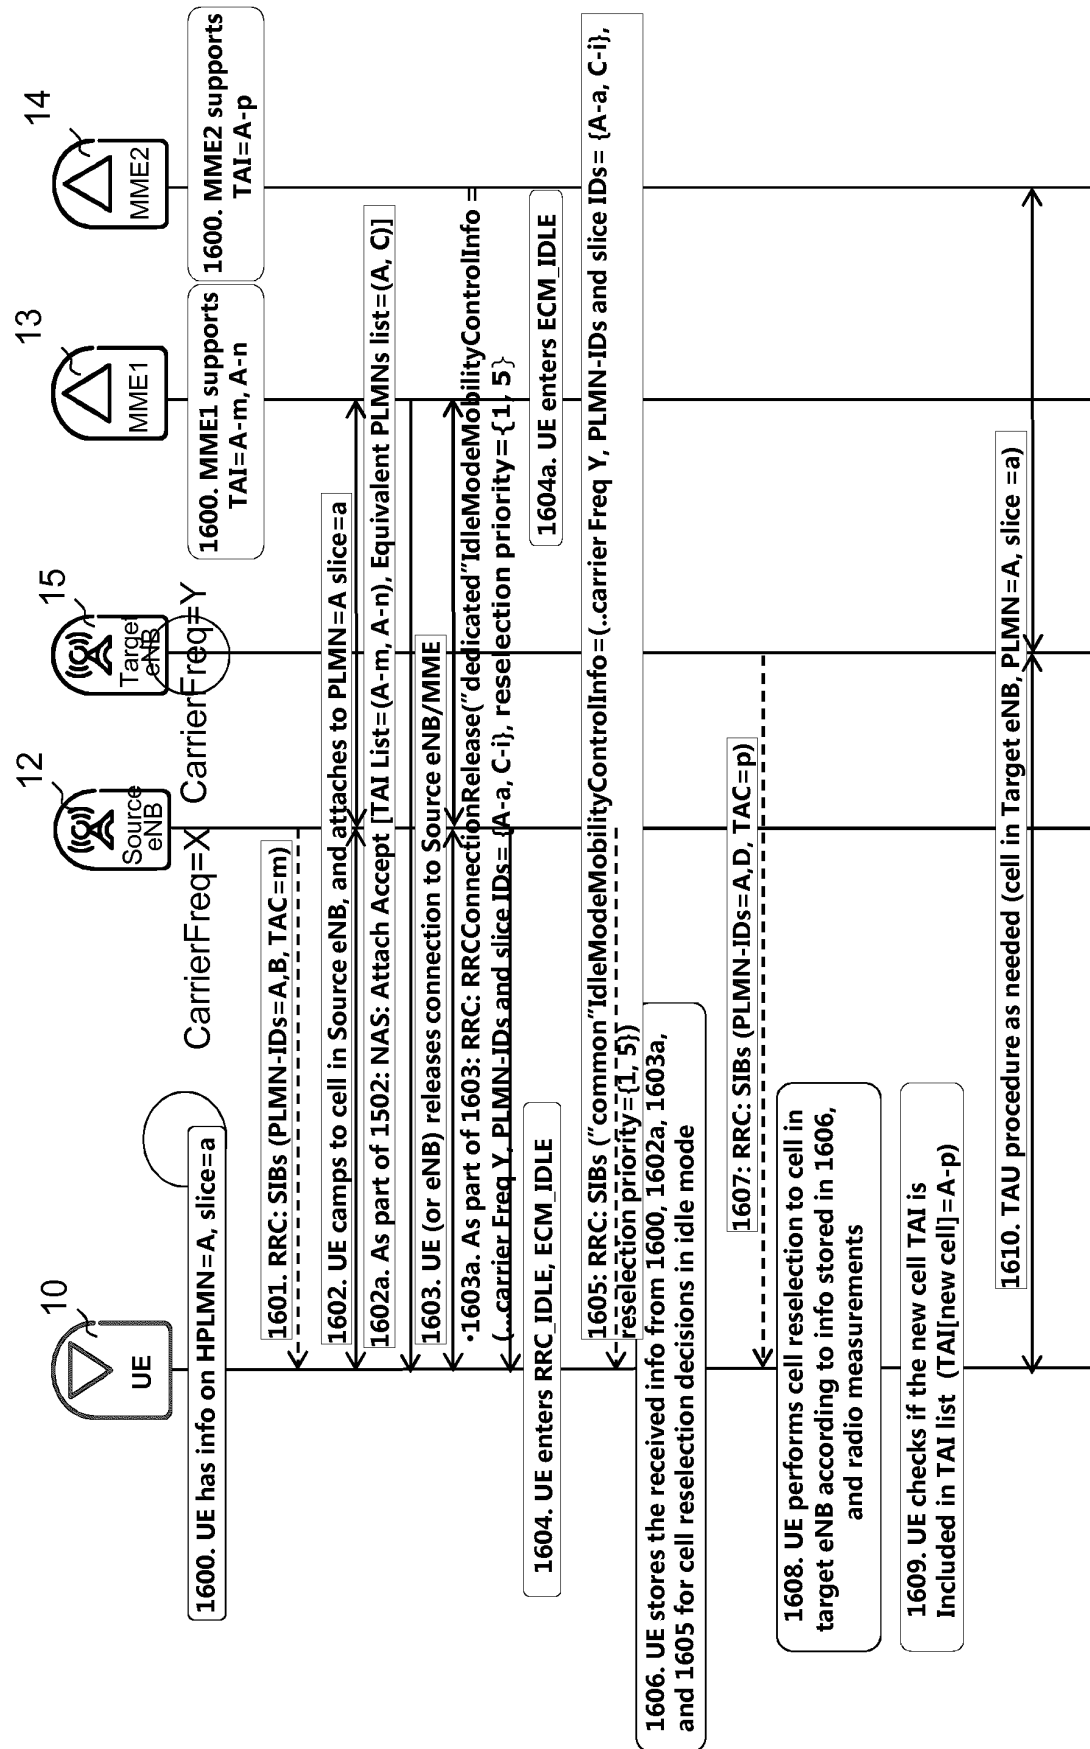 10
12
15
13
14
UE
Source
eNB
Target
eNB
MME1
MME2
CarrierFreq=X
CarrierFreq=Y
1600. UE has info on HPLMN=A, slice=a
1600. MME1 supports
TAI=A-m, A-n
1600. MME2 supports
TAI=A-p
1601. RRC: SIBs (PLMN-IDs=A,B, TAC=m)
1602. UE camps to cell in Source eNB, and attaches to PLMN=A slice=a
1602a. As part of 1502: NAS: Attach Accept [TAI List=(A-m, A-n), Equivalent PLMNs list=(A, C)]
1603. UE (or eNB) releases connection to Source eNB/MME
•1603a. As part of 1603: RRC: RRCConnectionRelease("dedicated"IdleModeMobilityControlInfo =
(...carrier Freq Y, PLMN-IDs and slice IDs= {A-a, C-i}, reselection priority={1, 5}
1604. UE enters RRC_IDLE, ECM_IDLE
1604a. UE enters ECM_IDLE
1605: RRC: SIBs ("common"IdleModeMobilityControlInfo=(..carrier Freq Y, PLMN-IDs and slice IDs= {A-a, C-i},
reselection priority={1, 5})
1606. UE stores the received info from 1600, 1602a, 1603a,
and 1605 for cell reselection decisions in idle mode
1607: RRC: SIBs (PLMN-IDs=A,D, TAC=p)
1608. UE performs cell reselection to cell in
target eNB according to info stored in 1606,
and radio measurements
1609. UE checks if the new cell TAI is
Included in TAI list (TAI[new cell]=A-p)
1610. TAU procedure as needed (cell in Target eNB, PLMN=A, slice =a)